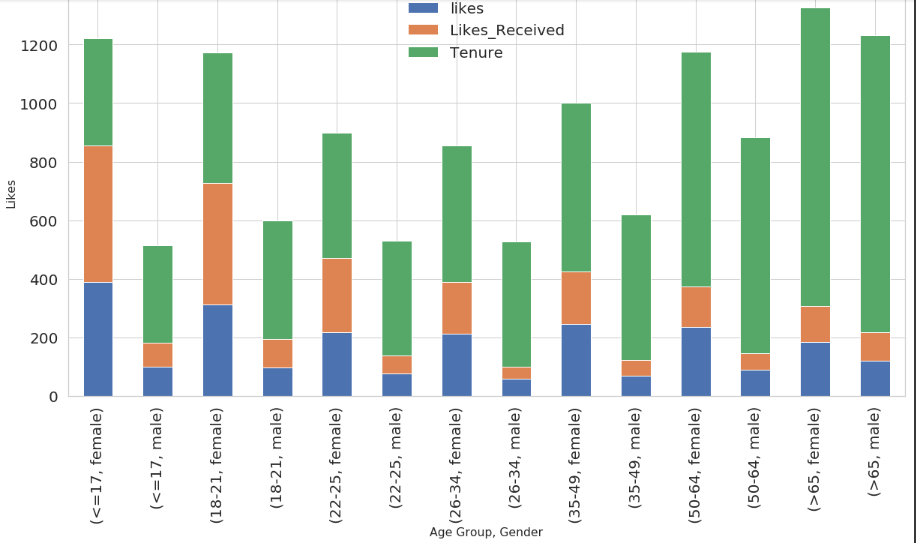 likes
Likes_Received
Tenure
1200
1000
800
600
400
200
0
Likes
(<=17, female)
(<=17, male)
(18-21, female)
(18-21, male)
(22-25, female)
(22-25, male)
(26-34, female)
(26-34, male)
(35-49, female)
(35-49, male)
(50-64, female)
(50-64, male)
(>65, female)
(>65, male)
Age Group, Gender